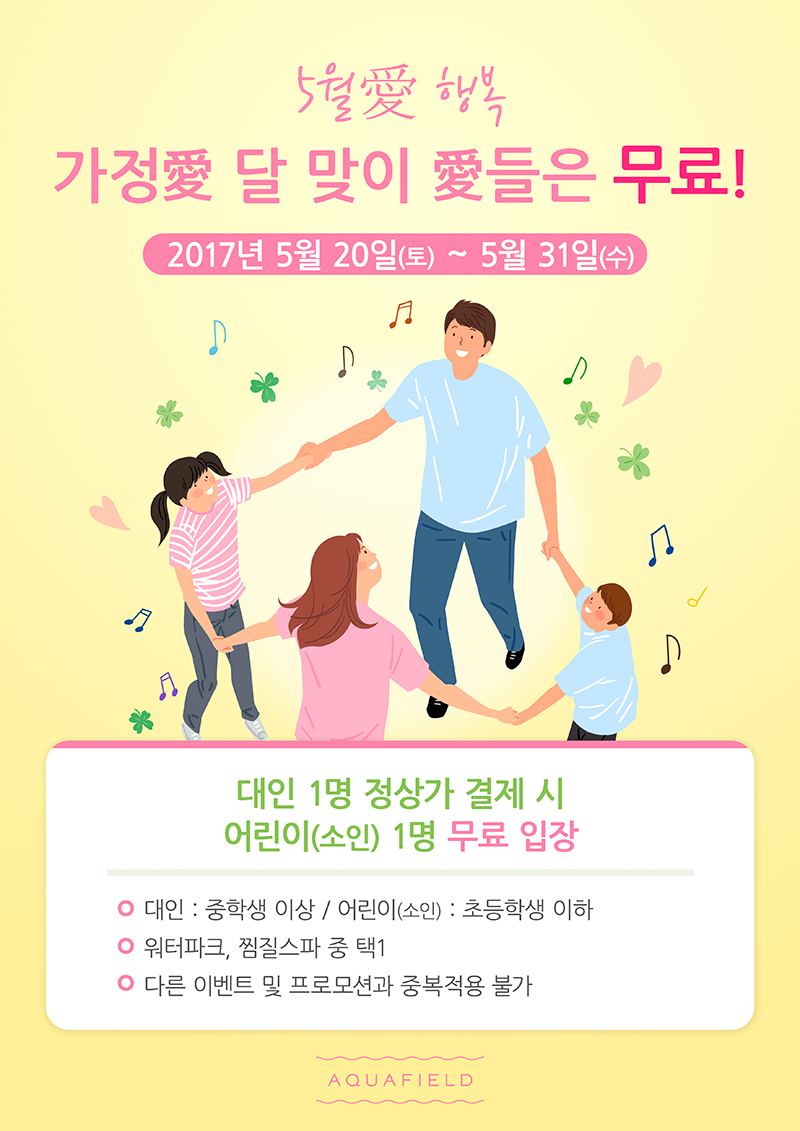 5월愛 행복
가정愛 달 맞이 愛들은 무료!
2017년 5월 20일(토) ~ 5월 31일(수)
대인 1명 정상가 결제 시
어린이(소인) 1명 무료 입장
대인 : 중학생 이상 / 어린이(소인) : 초등학생 이하
워터파크, 찜질스파 중 택1
다른 이벤트 및 프로모션과 중복적용 불가
AQUAFIELD